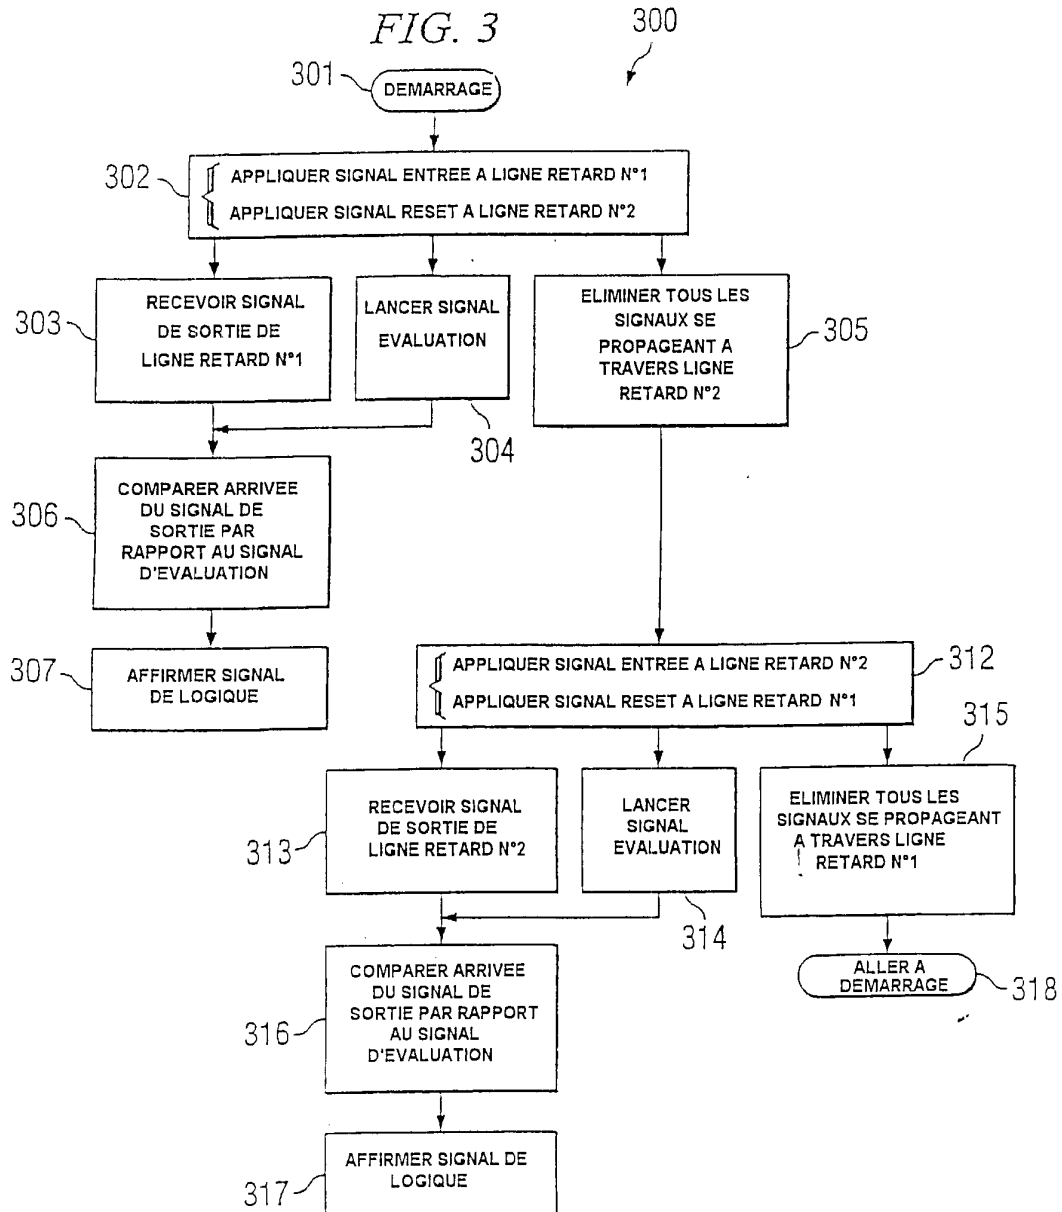 FIG. 3
300
301
DEMARRAGE
302
APPLIQUER SIGNAL ENTREE A LIGNE RETARD N°1
APPLIQUER SIGNAL RESET A LIGNE RETARD N°2
303
RECEVOIR SIGNAL
DE SORTIE DE
LIGNE RETARD N°1
LANCER SIGNAL
EVALUATION
304
ELIMINER TOUS LES
SIGNAUX SE
PROPAGEANT A
TRAVERS LIGNE
RETARD N°2
305
306
COMPARER ARRIVEE
DU SIGNAL DE
SORTIE PAR
RAPPORT AU SIGNAL
D'EVALUATION
307
AFFIRMER SIGNAL
DE LOGIQUE
APPLIQUER SIGNAL ENTREE A LIGNE RETARD N°2
APPLIQUER SIGNAL RESET A LIGNE RETARD N°1
312
313
RECEVOIR SIGNAL
DE SORTIE DE
LIGNE RETARD N°2
LANCER
SIGNAL
EVALUATION
314
315
ELIMINER TOUS LES
SIGNAUX SE PROPAGEANT
A TRAVERS LIGNE
RETARD N°1
316
COMPARER ARRIVEE
DU SIGNAL DE
SORTIE PAR RAPPORT
AU SIGNAL
D'EVALUATION
ALLER A
DEMARRAGE
318
317
AFFIRMER SIGNAL DE
LOGIQUE